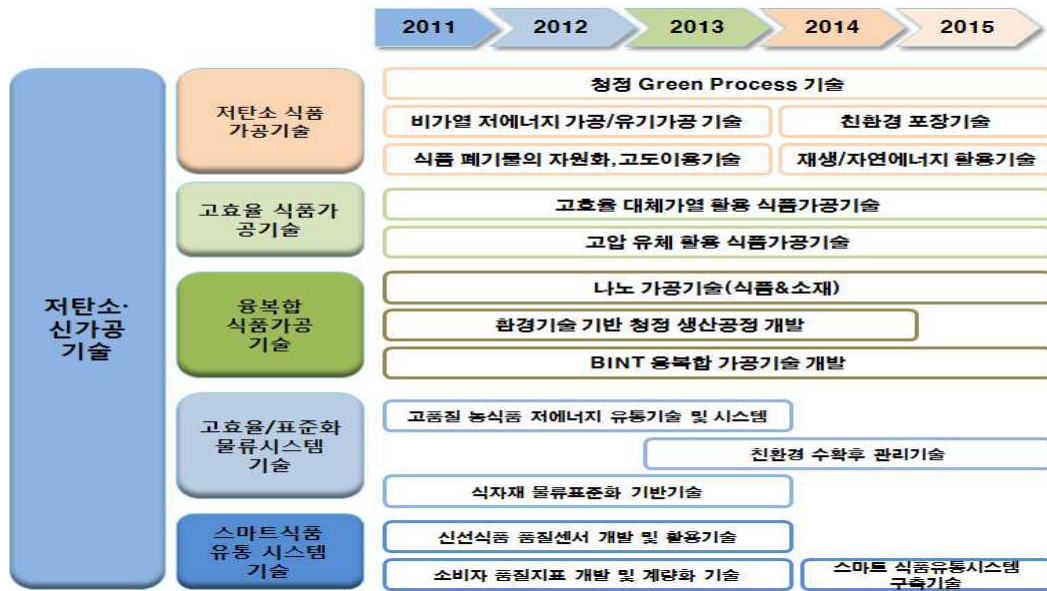 2011 2012 2013 2014 2015
저탄소·
신가공
기술
저탄소 식품
가공기술
청정 Green Process 기술
비가열 저에너지 가공/유기가공 기술
친환경 포장기술
식품 폐기물의 자원화,고도이용기술
재생/자연에너지 활용기술
고효율 식품가
공기술
고효율 대체가열 활용 식품가공기술
고압 유체 활용 식품가공기술
융복합
식품가공
기술
나노 가공기술(식품&소재)
환경기술 기반 청정 생산공정 개발
BINT 융복합 가공기술 개발
고효율/표준화
물류시스템
기술
고품질 농식품 저에너지 유통기술 및 시스템
친환경 수확후 관리기술
식자재 물류표준화 기반기술
스마트식품
유통 시스템
기술
신선식품 품질센서 개발 및 활용기술
소비자 품질지표 개발 및 계량화 기술
스마트 식품유통시스템
구축기술